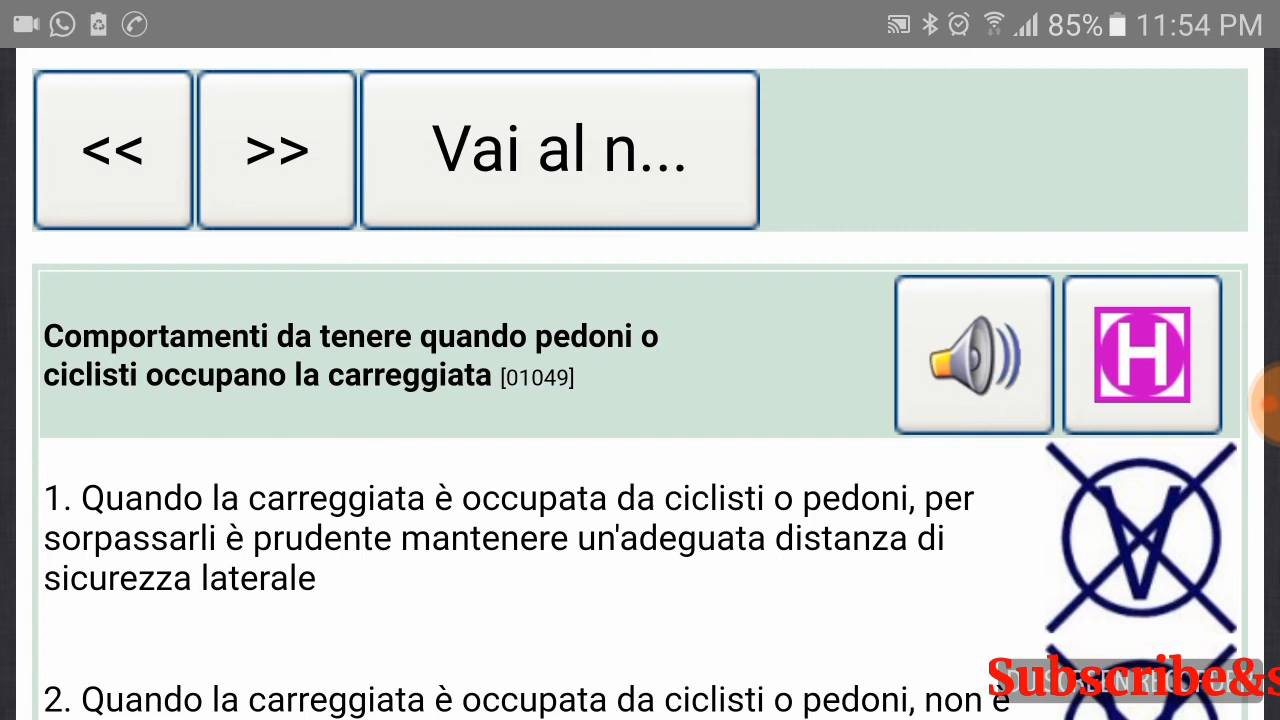 85% 11:54 PM
<< >> Vai al n...
Comportamenti da tenere quando pedoni o
ciclisti occupano la carreggiata [01049]
H
1. Quando la carreggiata è occupata da ciclisti o pedoni, per
sorpassarli è prudente mantenere un'adeguata distanza di
sicurezza laterale
V
Subscribe&s
2. Quando la carreggiata è occupata da ciclisti o pedoni, non è